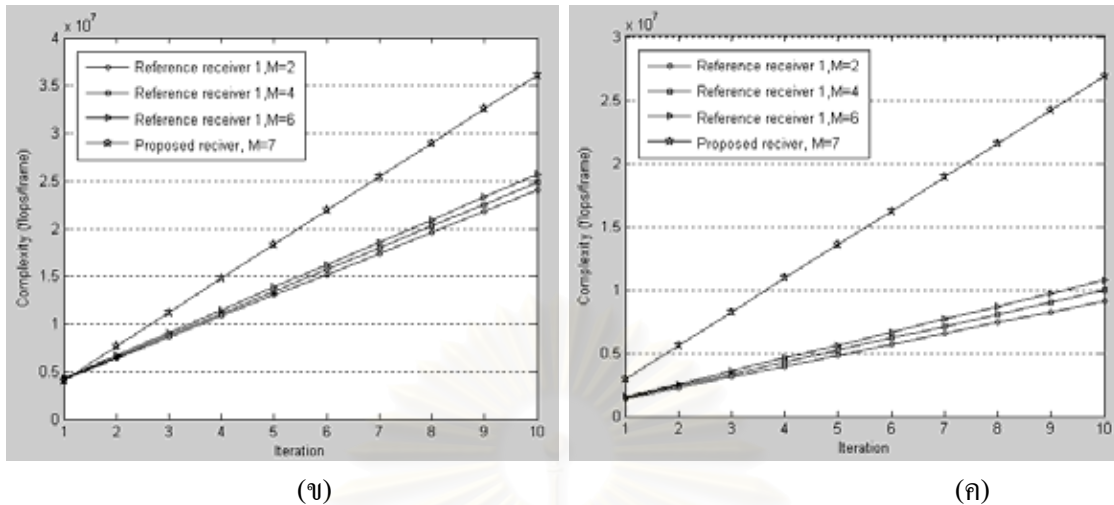 x 10^7
4
3.5
3
2.5
2
1.5
1
0.5
0
Complexity (flops/frame)
Reference receiver 1,M=2
Reference receiver 1,M=4
Reference receiver 1,M=6
Proposed reciver, M=7
1 2 3 4 5 6 7 8 9 10
Iteration
(ข)
x 10^7
3
2.5
2
1.5
1
0.5
0
Complexity (flops/frame)
Reference receiver 1,M=2
Reference receiver 1,M=4
Reference receiver 1,M=6
Proposed reciver, M=7
1 2 3 4 5 6 7 8 9 10
Iteration
(ค)